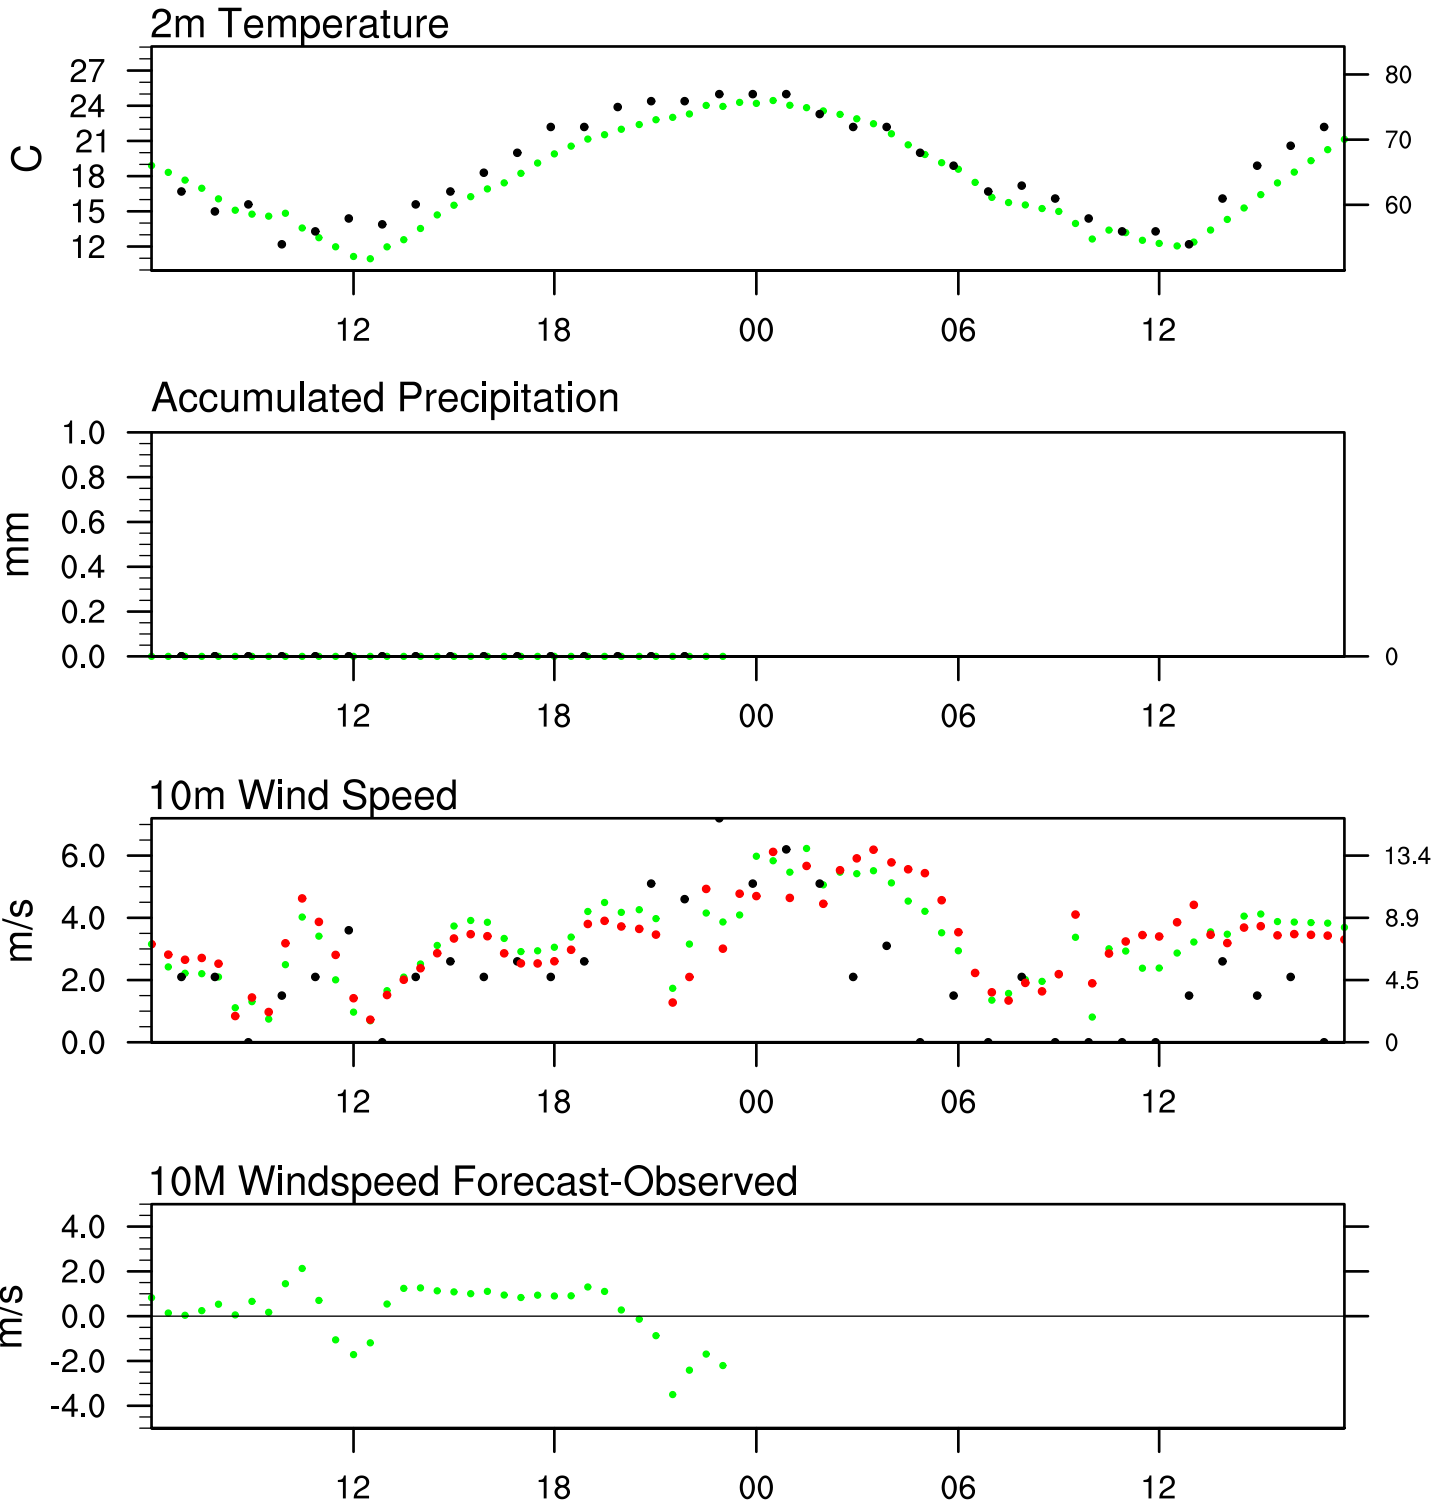 2m Temperature
27
24
21
18
15
12
C
80
70
60
12 18 00 06 12
Accumulated Precipitation
1.0
0.8
0.6
0.4
0.2
0.0
mm
0
12 18 00 06 12
10m Wind Speed
6.0
4.0
2.0
0.0
m/s
13.4
8.9
4.5
0
12 18 00 06 12
10M Windspeed Forecast-Observed
4.0
2.0
0.0
-2.0
-4.0
m/s
12 18 00 06 12